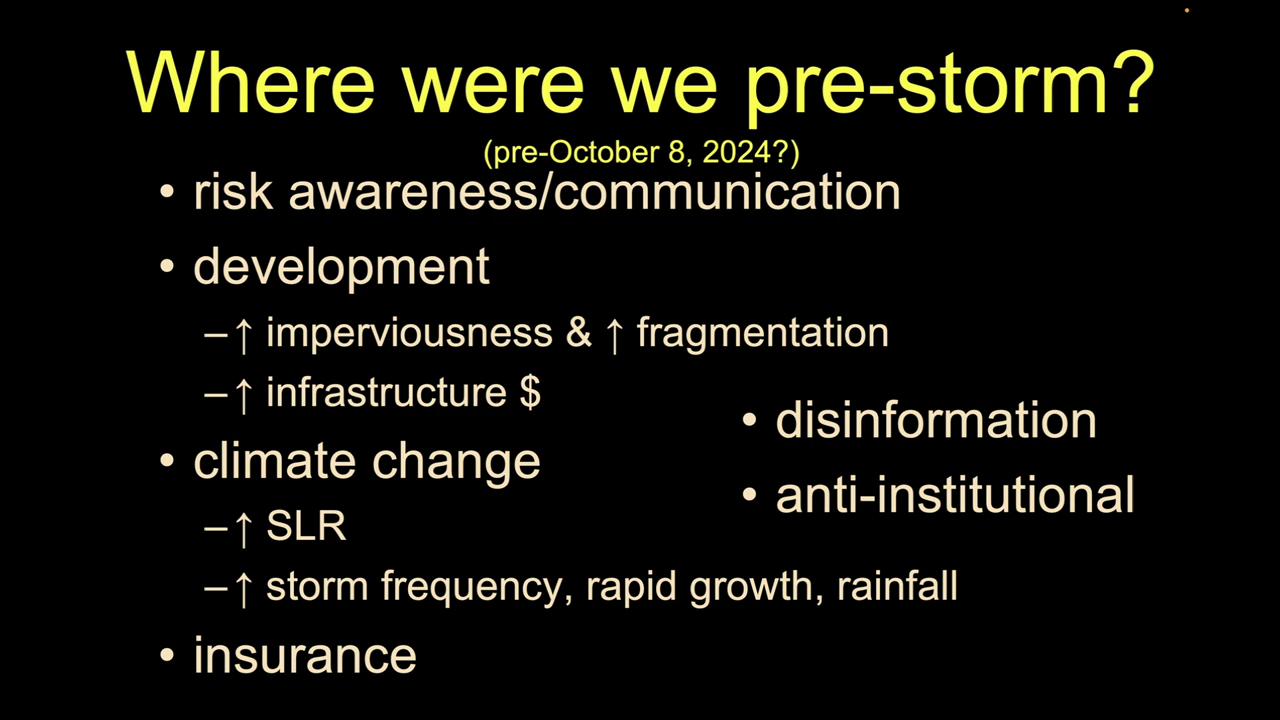 Where were we pre-storm?
(pre-October 8, 2024?)
• risk awareness/communication
• development
–↑ imperviousness & ↑ fragmentation
–↑ infrastructure $
• climate change
–↑ SLR
–↑ storm frequency, rapid growth, rainfall
• insurance
• disinformation
• anti-institutional